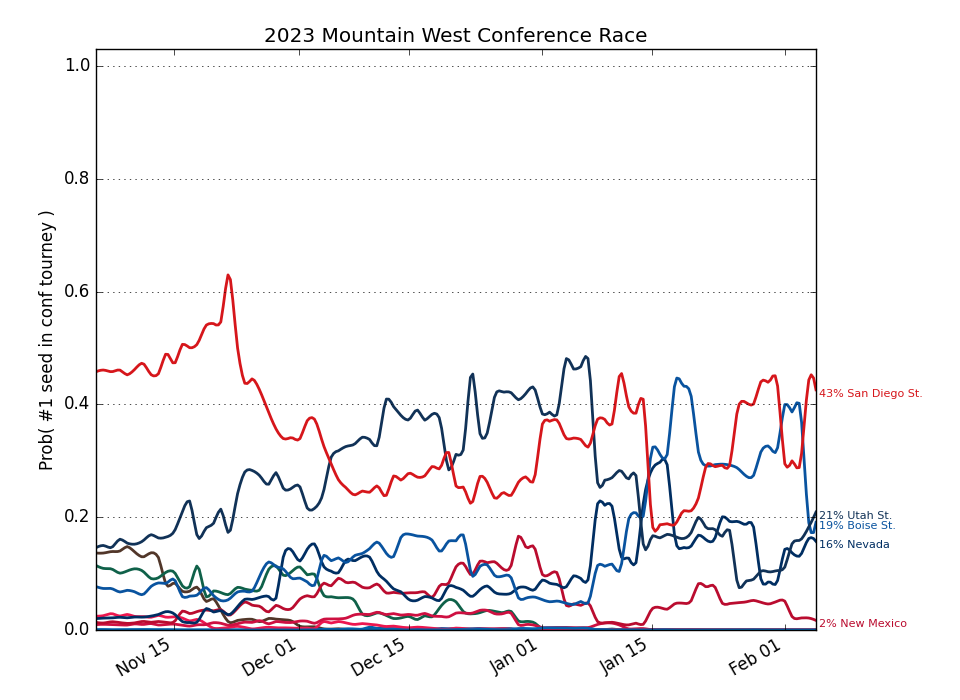 2023 Mountain West Conference Race
Prob( #1 seed in conf tourney )
1.0
0.8
0.6
0.4
0.2
0.0
43% San Diego St.
21% Utah St.
19% Boise St.
16% Nevada
2% New Mexico
Nov 15
Dec 01
Dec 15
Jan 01
Jan 15
Feb 01